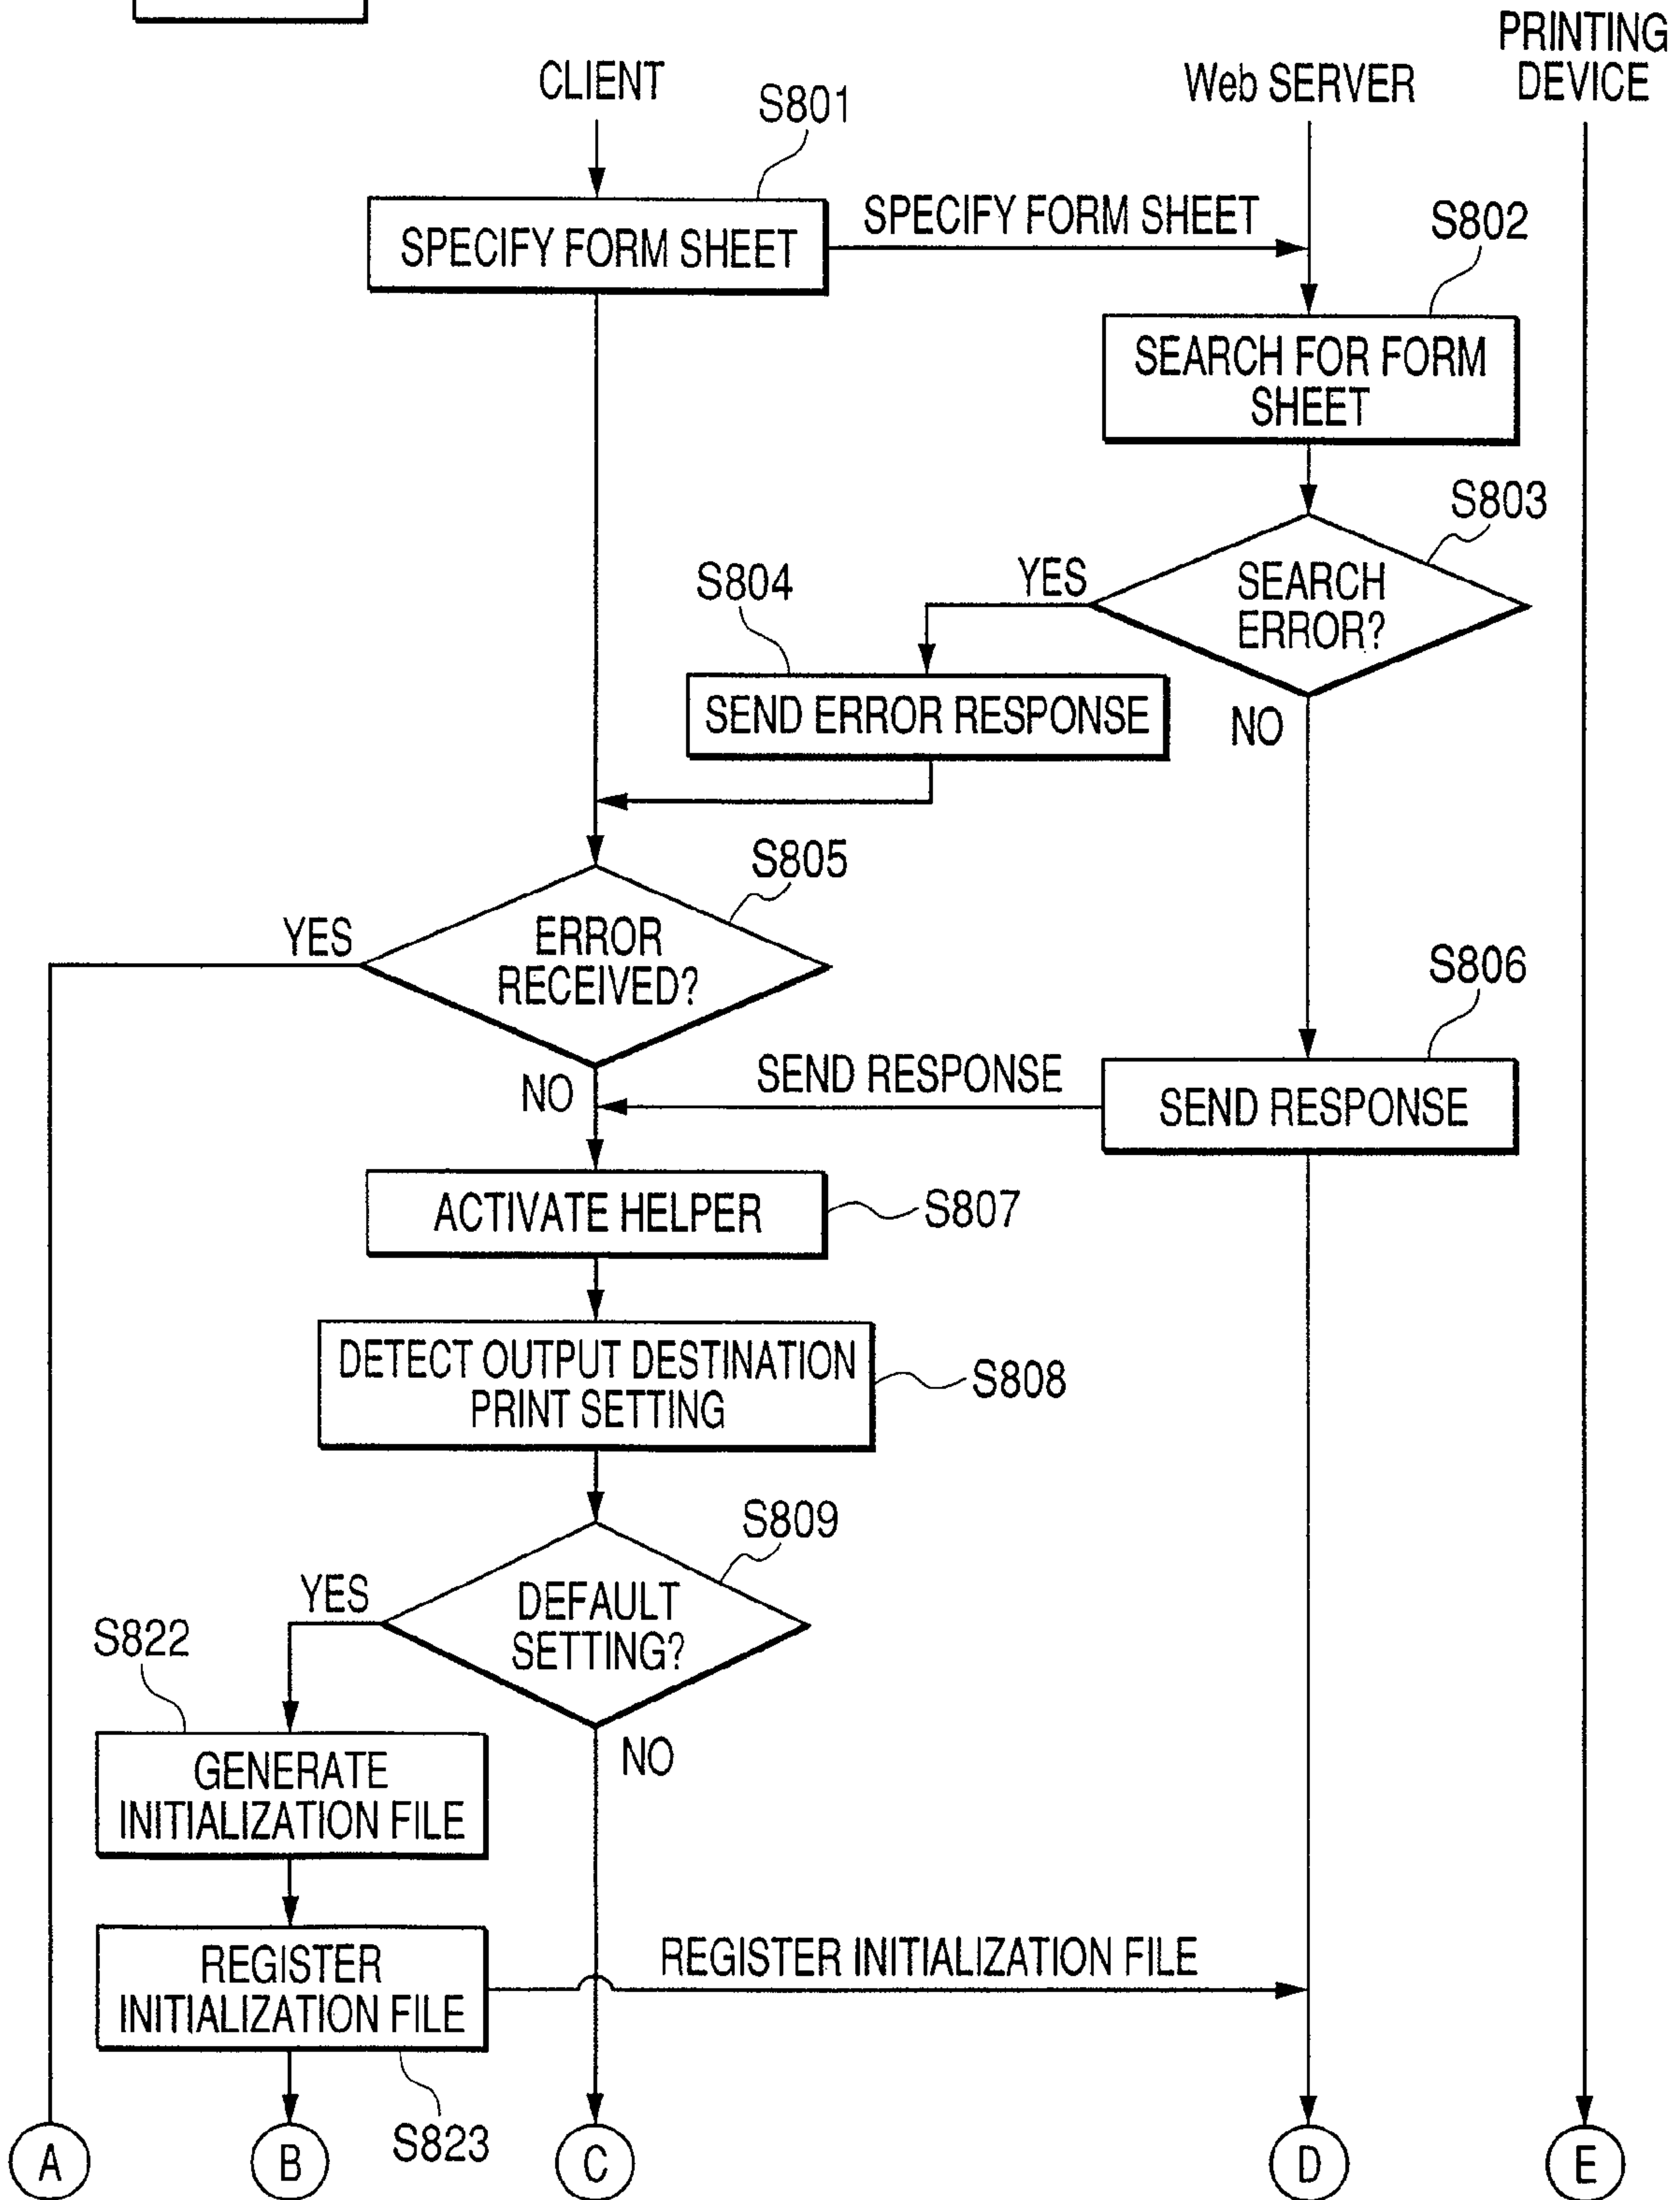 PRINTING
DEVICE
CLIENT
Web SERVER
S801
SPECIFY FORM SHEET
SPECIFY FORM SHEET
S802
SEARCH FOR FORM
SHEET
S803
SEARCH
ERROR?
YES
S804
SEND ERROR RESPONSE
NO
S805
YES
ERROR
RECEIVED?
S806
NO
SEND RESPONSE
SEND RESPONSE
ACTIVATE HELPER
S807
DETECT OUTPUT DESTINATION
PRINT SETTING
S808
S809
YES
DEFAULT
SETTING?
S822
NO
GENERATE
INITIALIZATION FILE
REGISTER
INITIALIZATION FILE
REGISTER INITIALIZATION FILE
S823
A
B
C
D
E